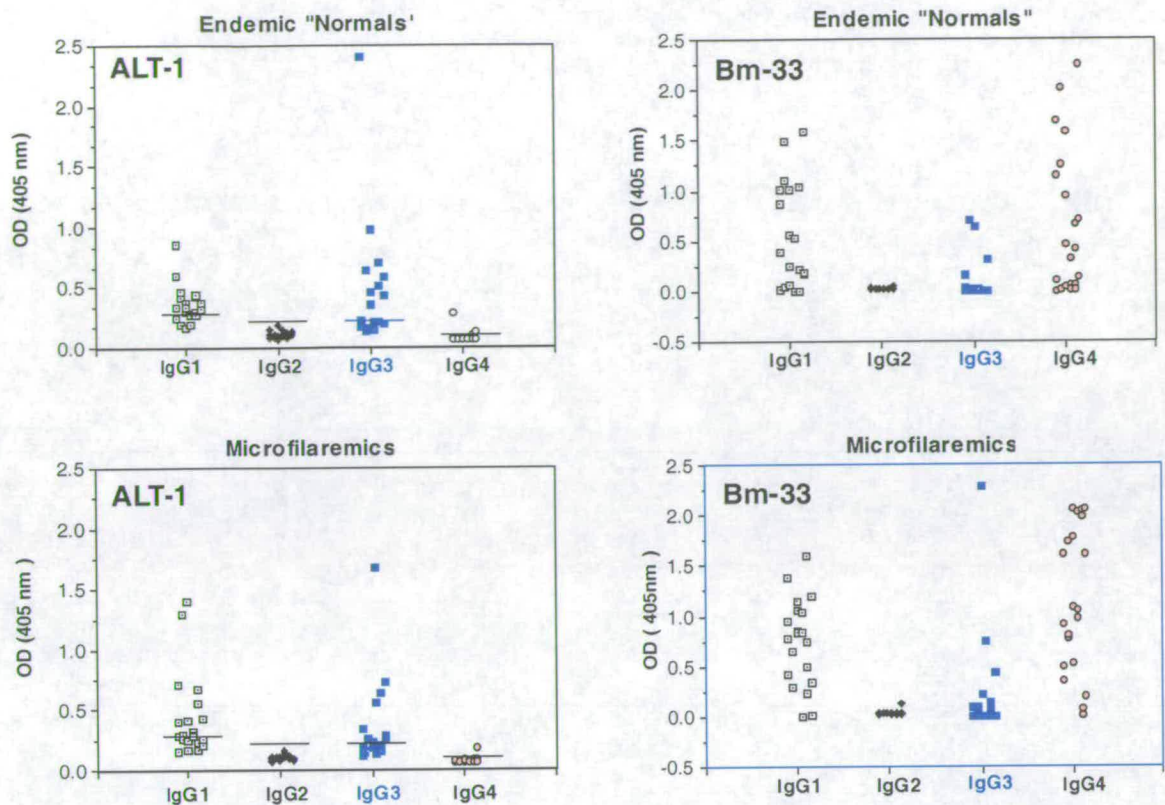 Endemic "Normals'
ALT-1
OD (405 nm)
2.5
2.0
1.5
1.0
0.5
0.0
IgG1 IgG2 IgG3 IgG4
Endemic "Normals"
Bm-33
OD (405 nm)
2.5
2.0
1.5
1.0
0.5
0.0
-0.5
IgG1 IgG2 IgG3 IgG4
Microfilaremics
ALT-1
OD (405 nm)
2.5
2.0
1.5
1.0
0.5
0.0
IgG1 IgG2 IgG3 IgG4
Microfilaremics
Bm-33
OD ( 405nm )
2.5
2.0
1.5
1.0
0.5
0.0
-0.5
IgG1 IgG2 IgG3 IgG4